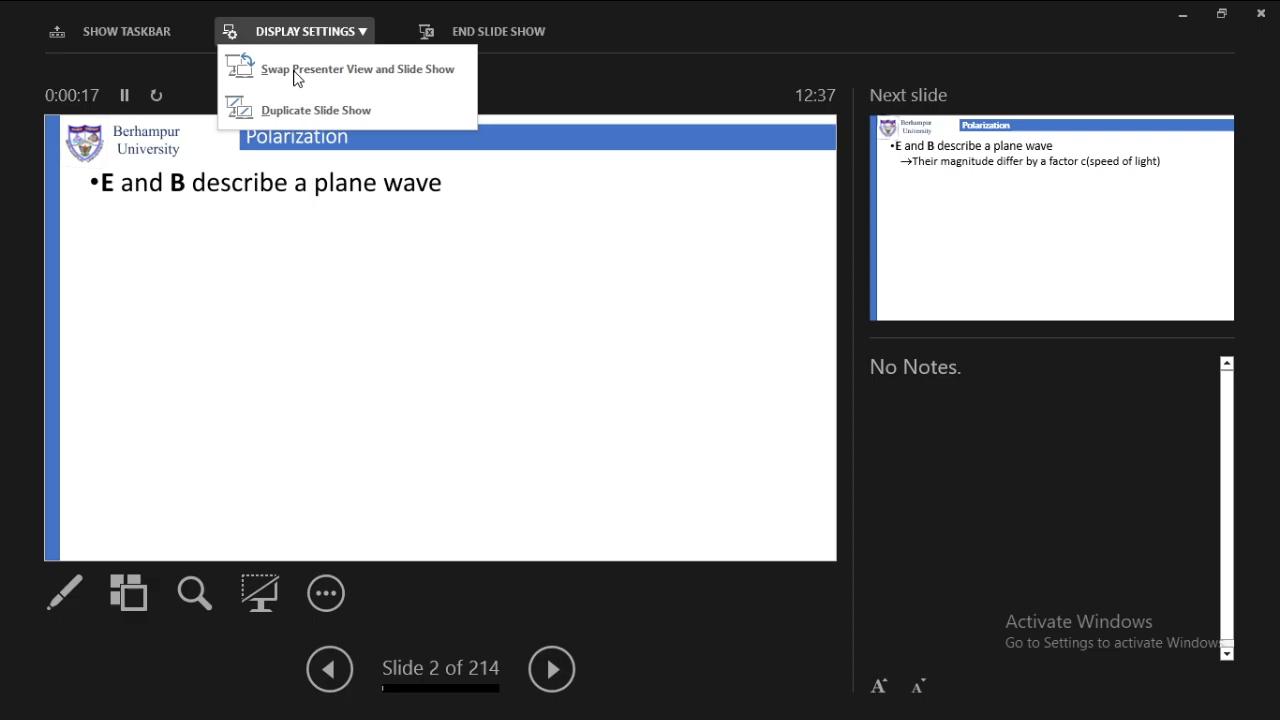 SHOW TASKBAR
DISPLAY SETTINGS ▼
END SLIDE SHOW
Swap Presenter View and Slide Show
Duplicate Slide Show
0:00:17
12:37
Next slide
Berhampur
University
Polarization
•E and B describe a plane wave
Berhampur
University
Polarization
•E and B describe a plane wave
→Their magnitude differ by a factor c(speed of light)
No Notes.
Activate Windows
Go to Settings to activate Windows
Slide 2 of 214
A A